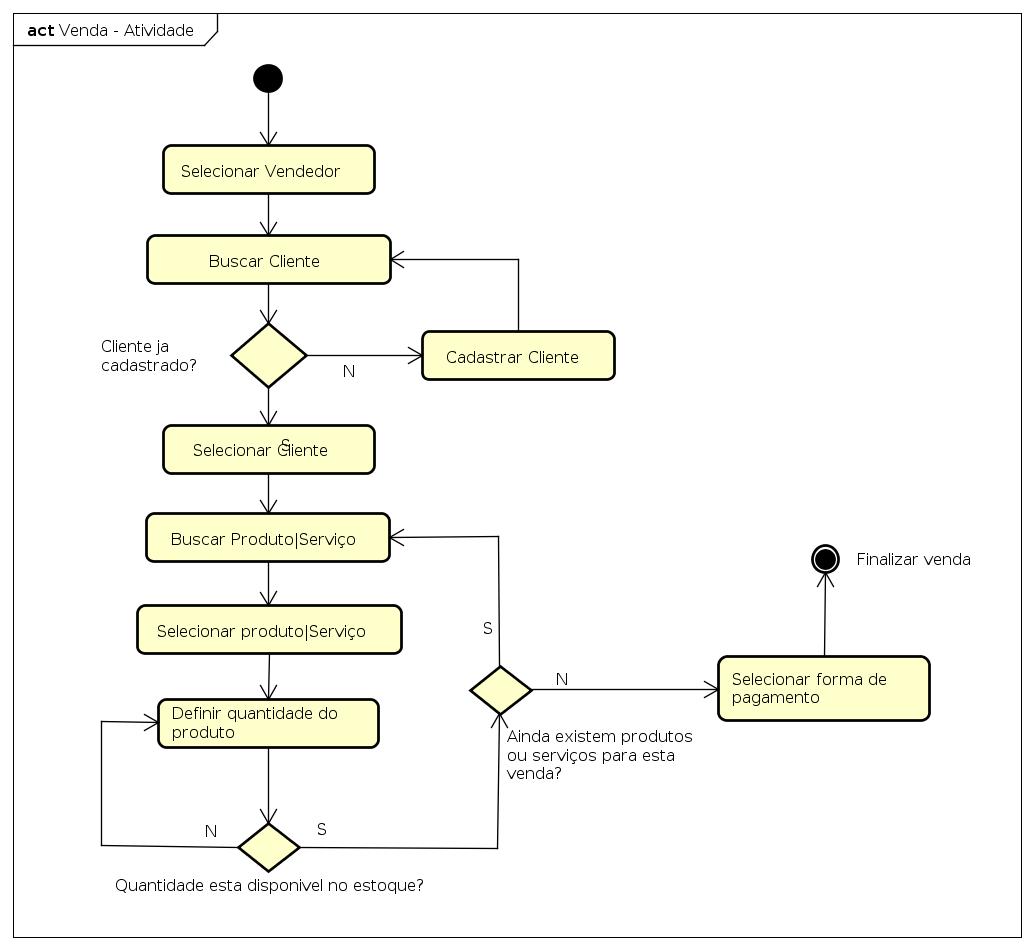 act Venda - Atividade
Selecionar Vendedor
Buscar Cliente
Cliente ja
cadastrado?
N
Cadastrar Cliente
S
Selecionar Cliente
Buscar Produto|Serviço
Finalizar venda
Selecionar produto|Serviço
S
N
Selecionar forma de
pagamento
Definir quantidade do
produto
Ainda existem produtos
ou serviços para esta
venda?
N
S
Quantidade esta disponivel no estoque?